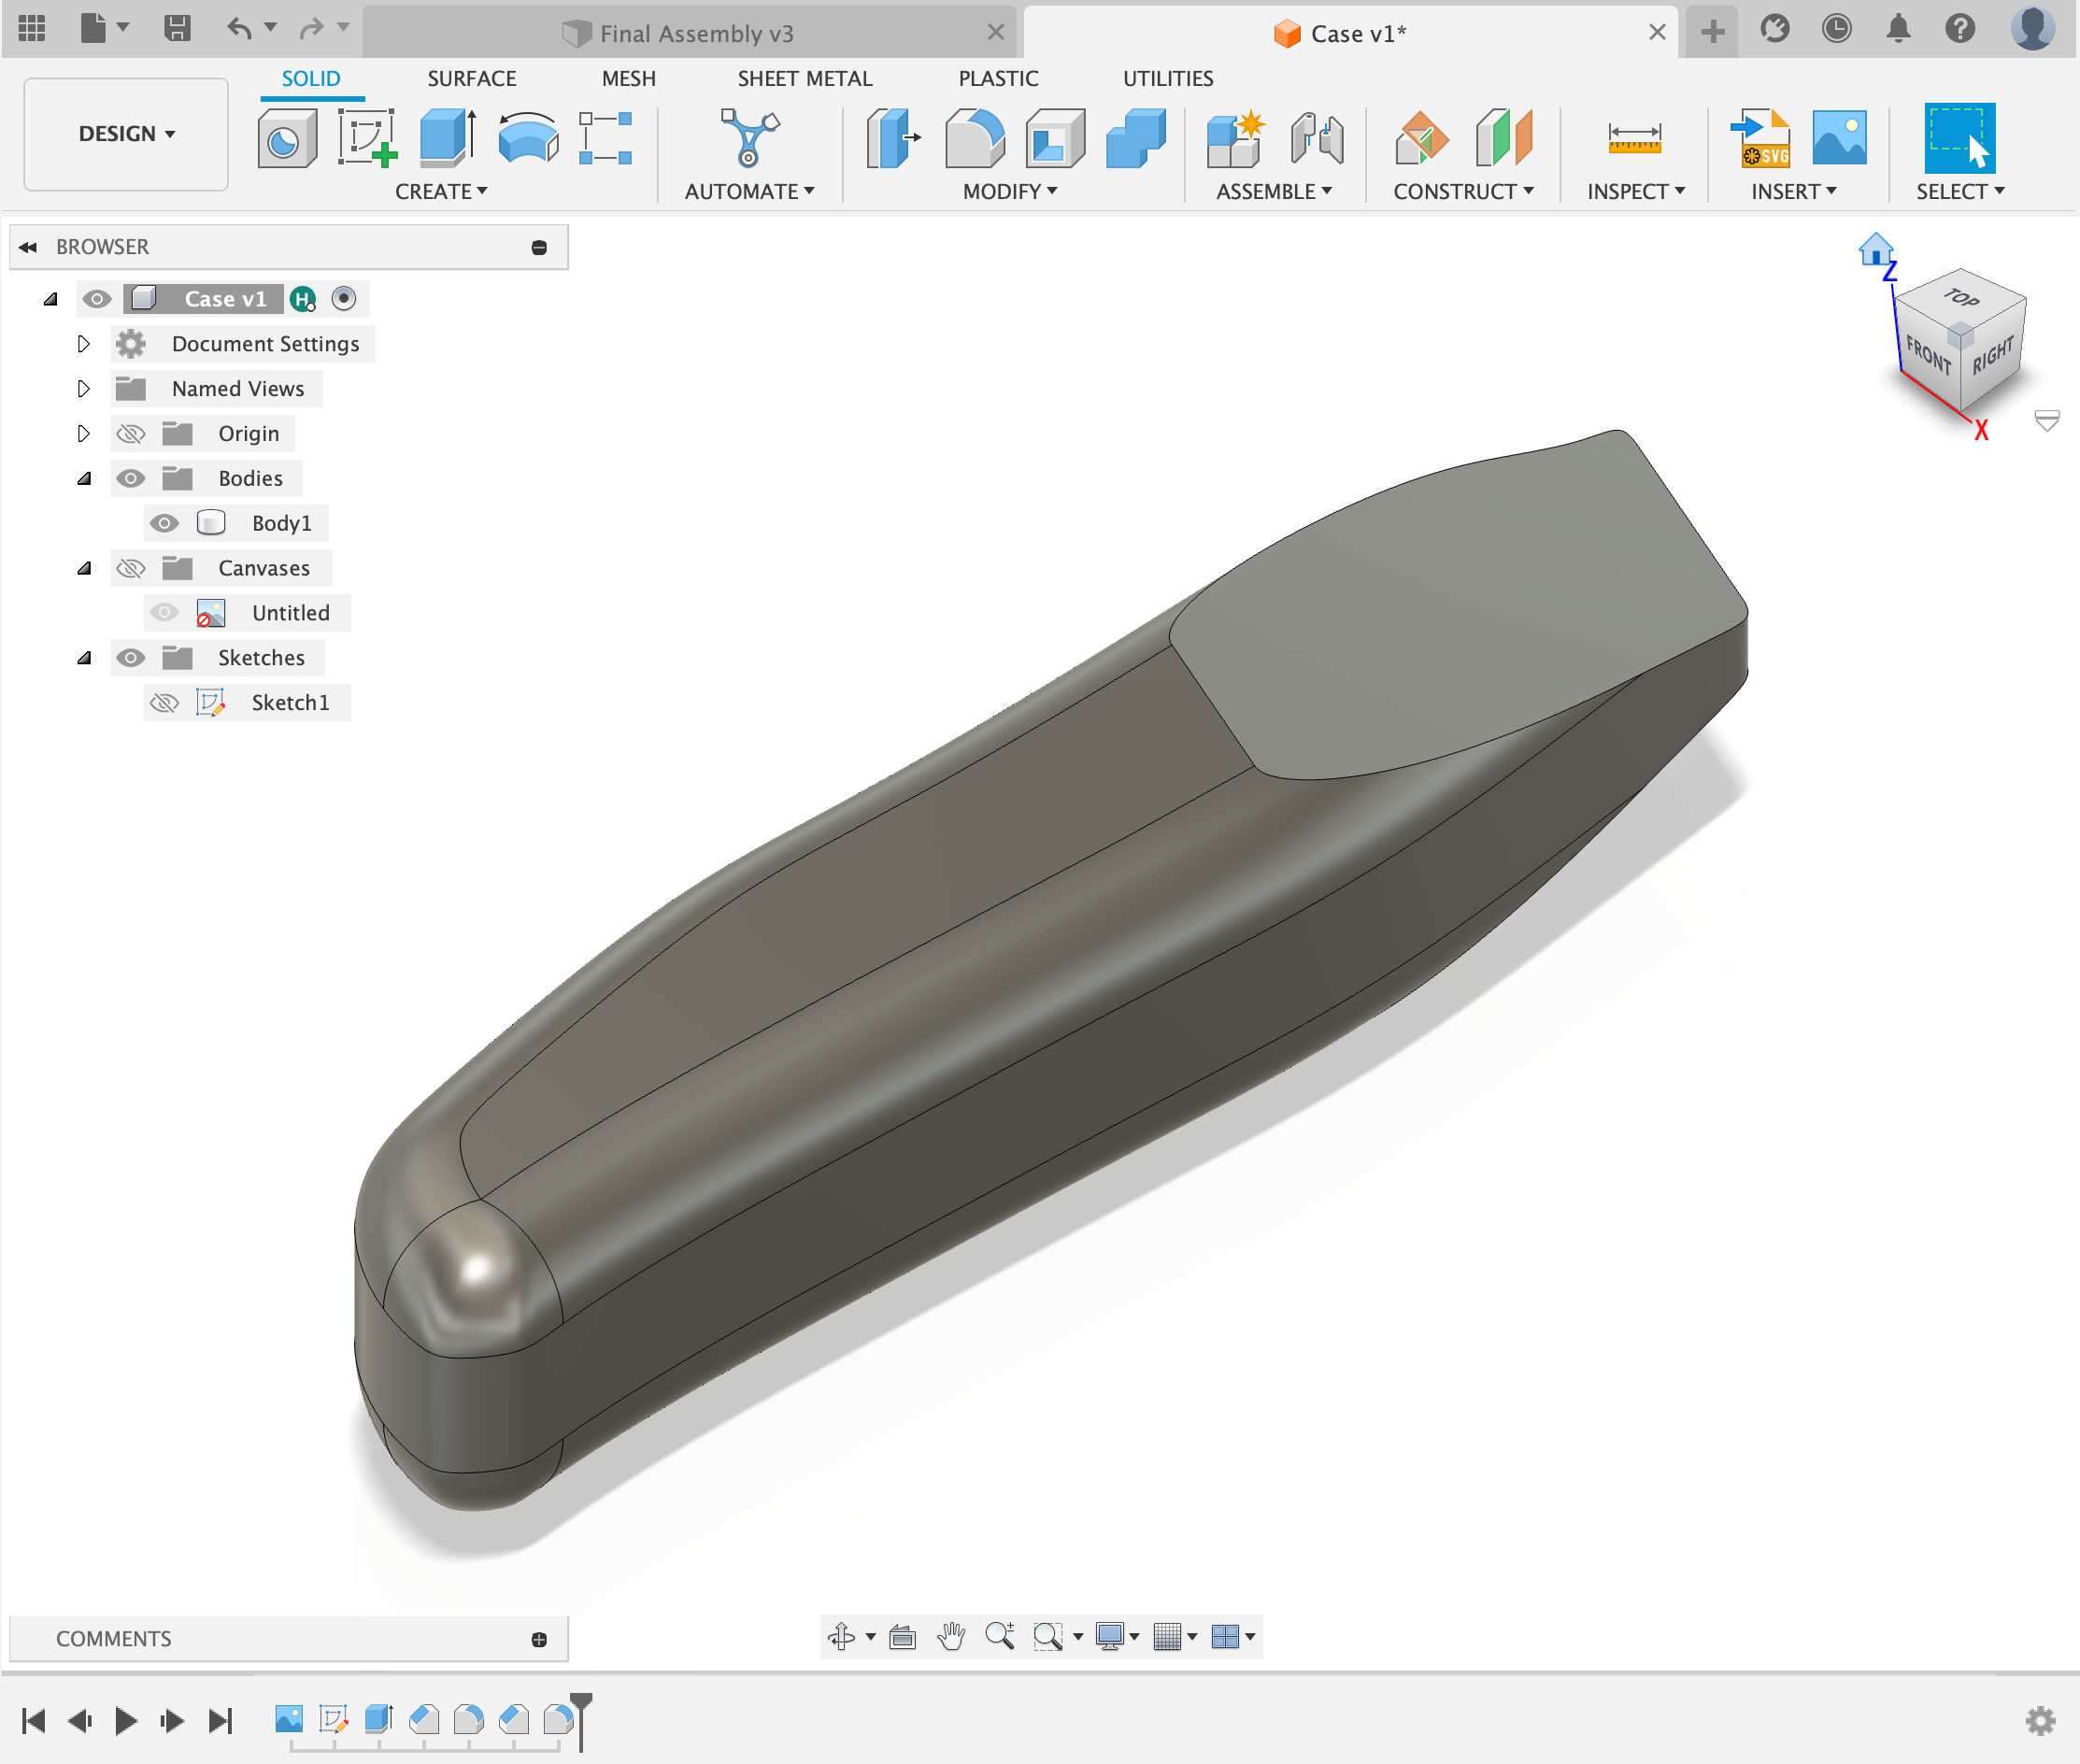 Final Assembly v3
Case v1*
SOLID
SURFACE
MESH
SHEET METAL
PLASTIC
UTILITIES
DESIGN
SVG
CREATE
AUTOMATE
MODIFY
ASSEMBLE
CONSTRUCT
INSPECT
INSERT
SELECT
BROWSER
Case v1
H
Document Settings
Named Views
Origin
Bodies
Body1
Canvases
Untitled
Sketches
Sketch1
Z
TOP
FRONT
RIGHT
X
COMMENTS